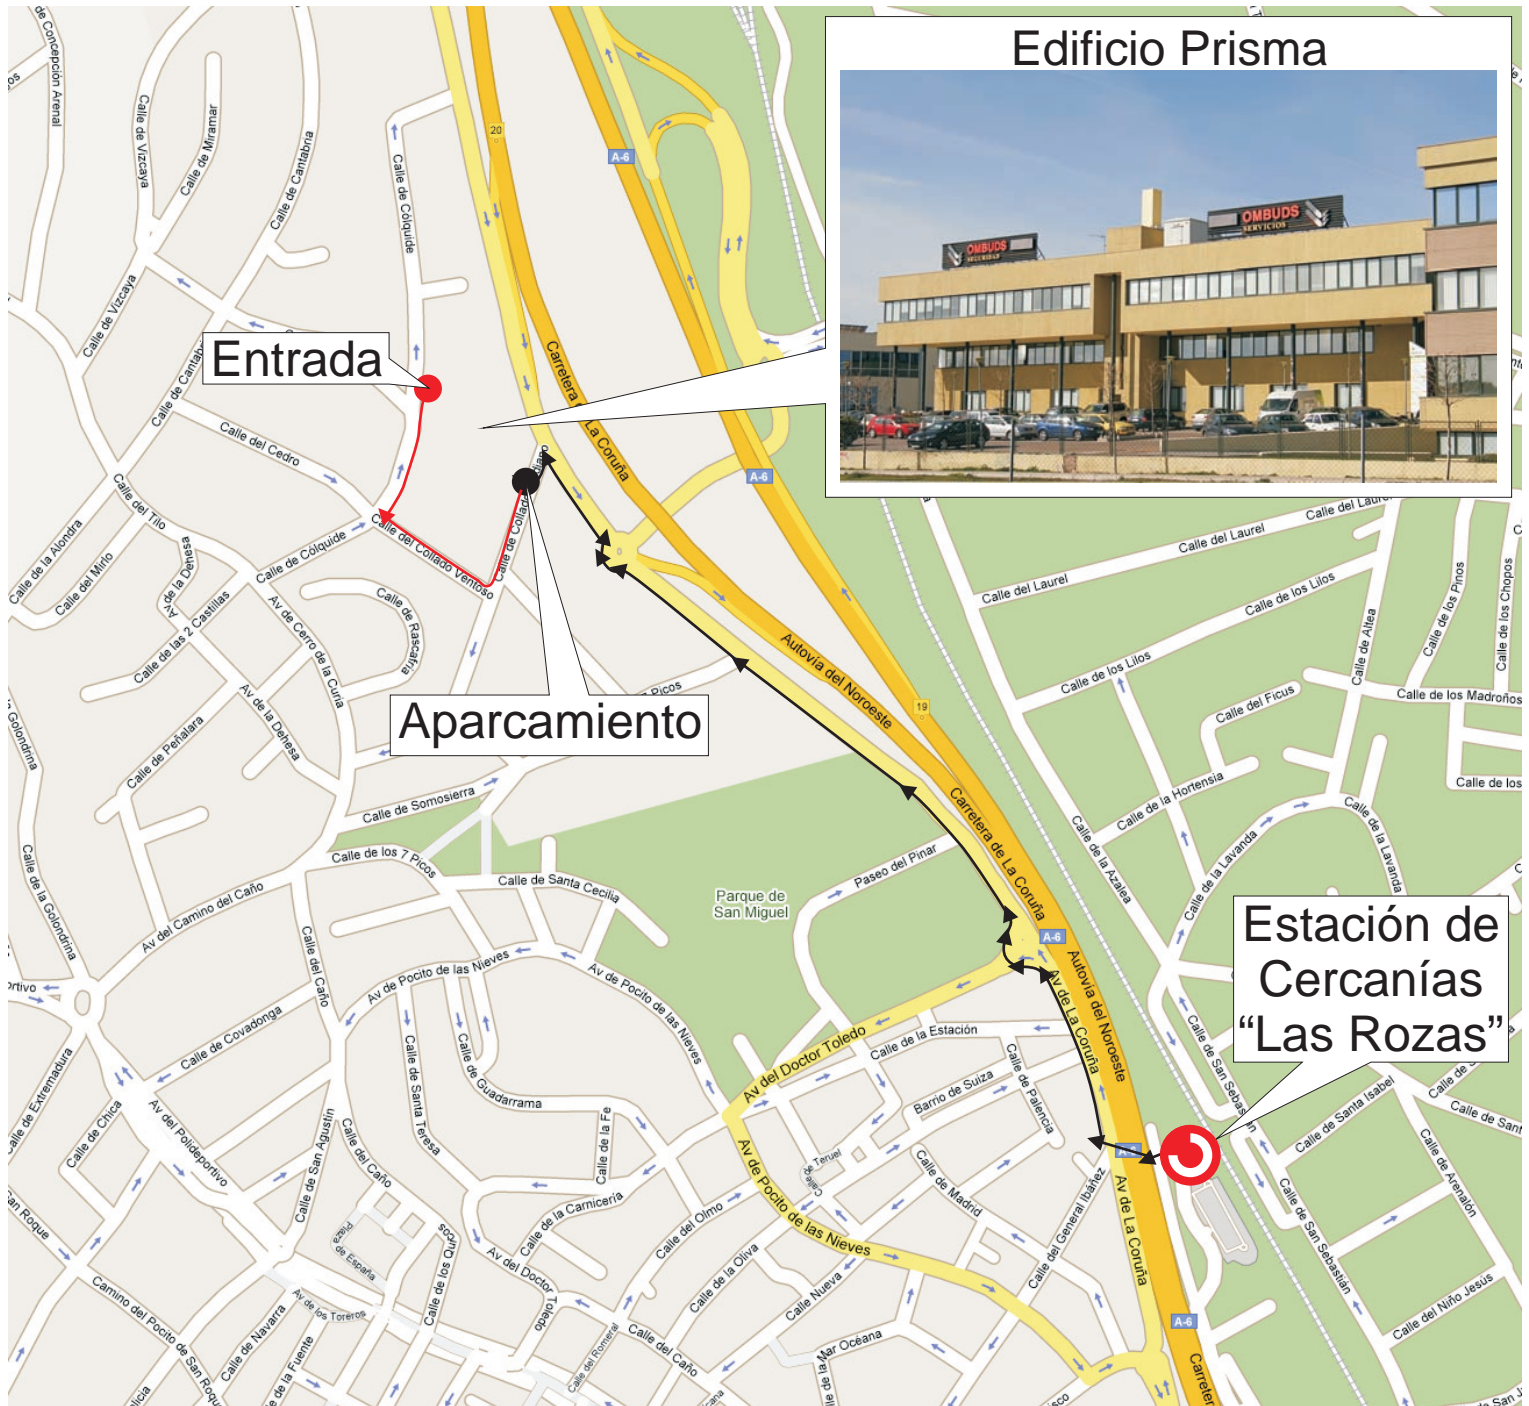 Edificio Prisma
OMBUDS
SEGURIDAD
OMBUDS
SERVICIOS
Entrada
Aparcamiento
Estación de
Cercanías
“Las Rozas”
Calle de Vizcaya
Calle de Miramar
Calle de Cantabria
Calle de Cólquide
20
A-6
Calle de Vizcaya
Calle del Cedro
Carretera de La Coruña
A-6
Calle del Tilo
Calle de la Alondra
Calle del Mirlo
Av de la Dehesa
Calle de Cólquide
Calle del Collado Ventoso
Calle de las 2 Castillas
Av de Cerro de la Curia
Calle de Rascafría
Av de la Dehesa
Calle de Peñalara
Picos
Autovía del Noroeste
19
Calle del Laurel
Calle del Laurel
Calle de los Lilos
Calle de los Lilos
Calle de Altea
Calle de los Pinos
Calle de los Chopos
Calle de los Madroños
Calle del Ficus
Calle de la Hortensia
Calle de los
Calle de la Azalea
Calle de la Lavanda
Calle de la Lavanda
la Golondrina
Calle de la Golondrina
Calle de Somosierra
Calle de los 7 Picos
Calle de Santa Cecilia
Av del Camino del Caño
Parque de
San Miguel
Paseo del Pinar
Carretera de La Coruña
A-6
Autovía del Noroeste
Av de La Coruña
Calle del Caño
Av de Pocito de las Nieves
Av de Pocito de las Nieves
Calle de Covadonga
Calle de Extremadura
Calle de Chica
Av del Polideportivo
Calle de San Agustín
Calle de Santa Teresa
Calle de Guadarrama
Calle de la Fe
Av del Doctor Toledo
Calle de la Estación
Barrio de Suiza
Calle de Palencia
Calle de Madrid
Calle del General Ibáñez
Av de La Coruña
Av de Pocito de las Nieves
Calle del Caño
Calle de la Carnicería
Calle del Olmo
Calle de la Oliva
Calle Nueva
Plaza
de España
Av del Doctor Toledo
Av de los Toreros
Camino del Pocito de San Roque
Calle de Navarra
Calle del Romeral
Calle del Caño
Mar Océana
A-6
Calle de San Sebastián
Calle de San Sebastián
Calle de Santa Isabel
Calle de Arenalón
Calle del Niño Jesús